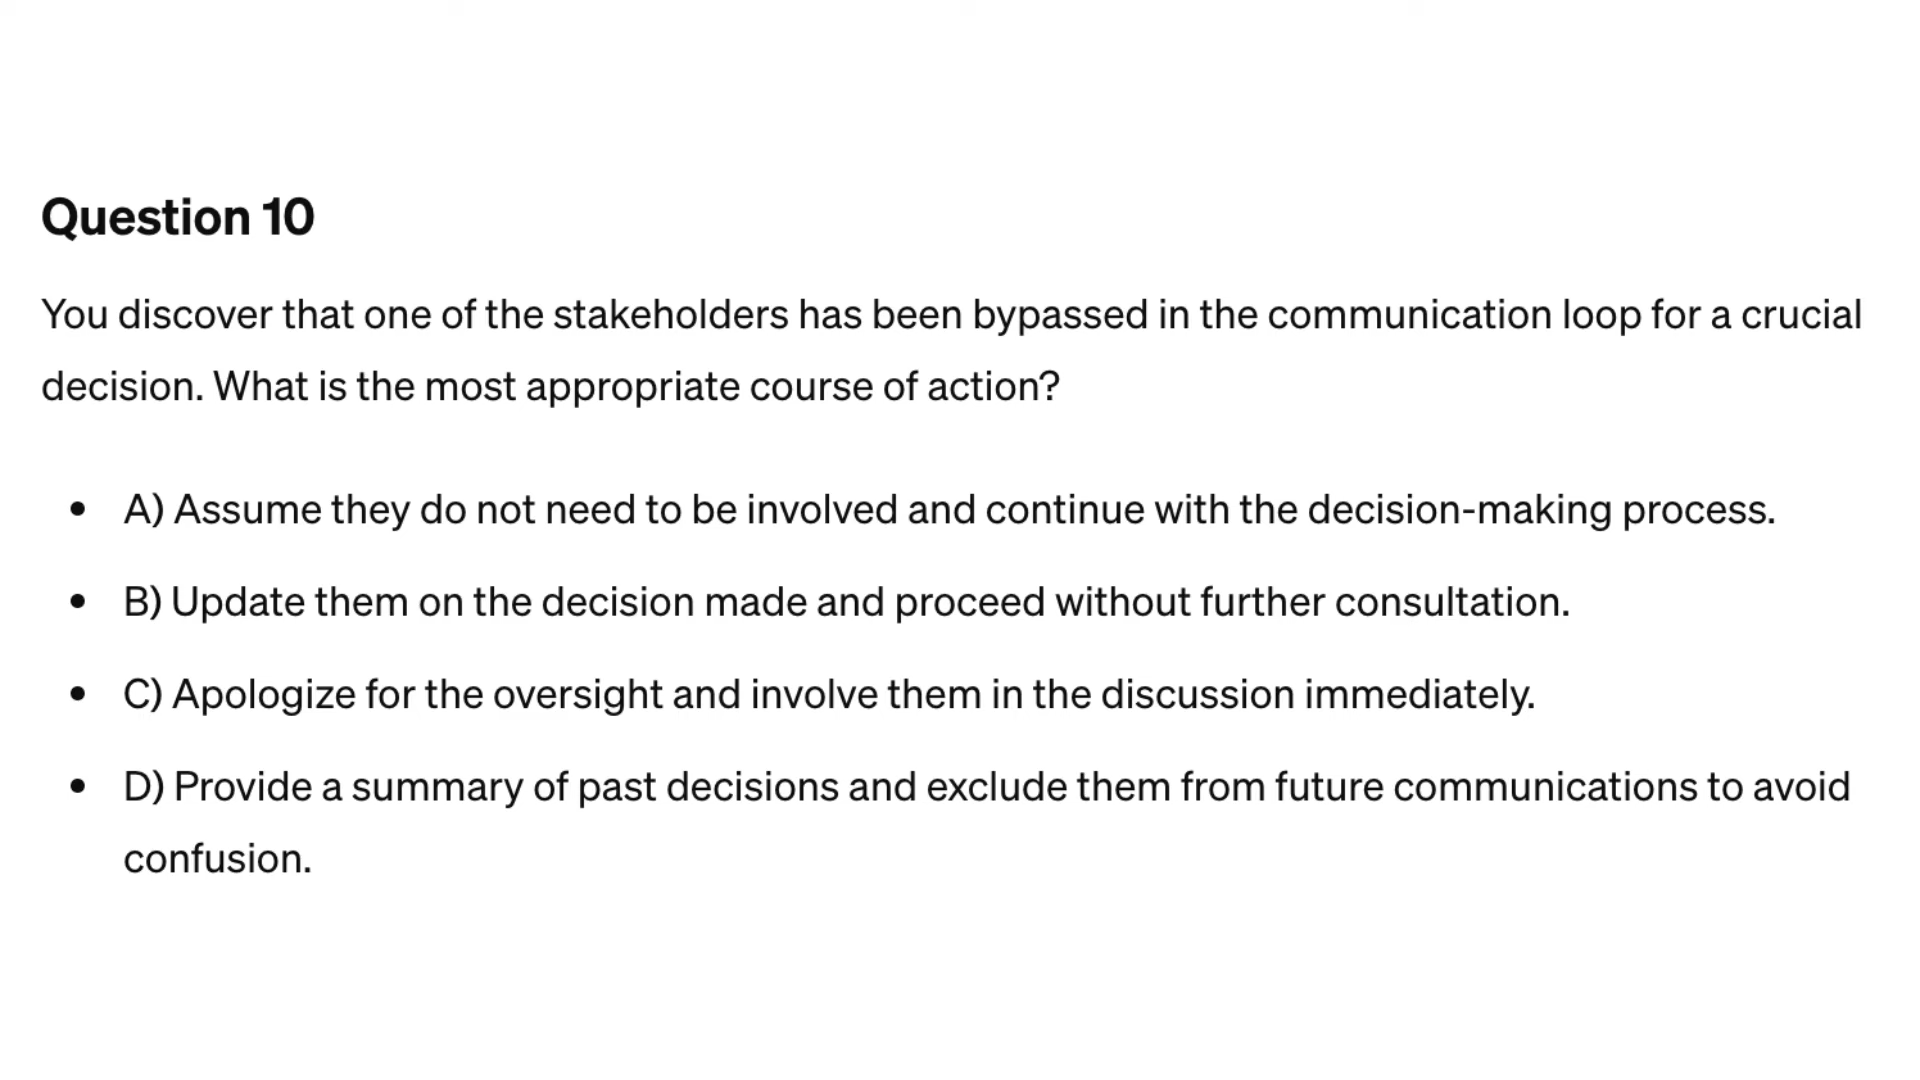 Question 10
You discover that one of the stakeholders has been bypassed in the communication loop for a crucial
decision. What is the most appropriate course of action?
• A) Assume they do not need to be involved and continue with the decision-making process.
• B) Update them on the decision made and proceed without further consultation.
• C) Apologize for the oversight and involve them in the discussion immediately.
• D) Provide a summary of past decisions and exclude them from future communications to avoid
confusion.